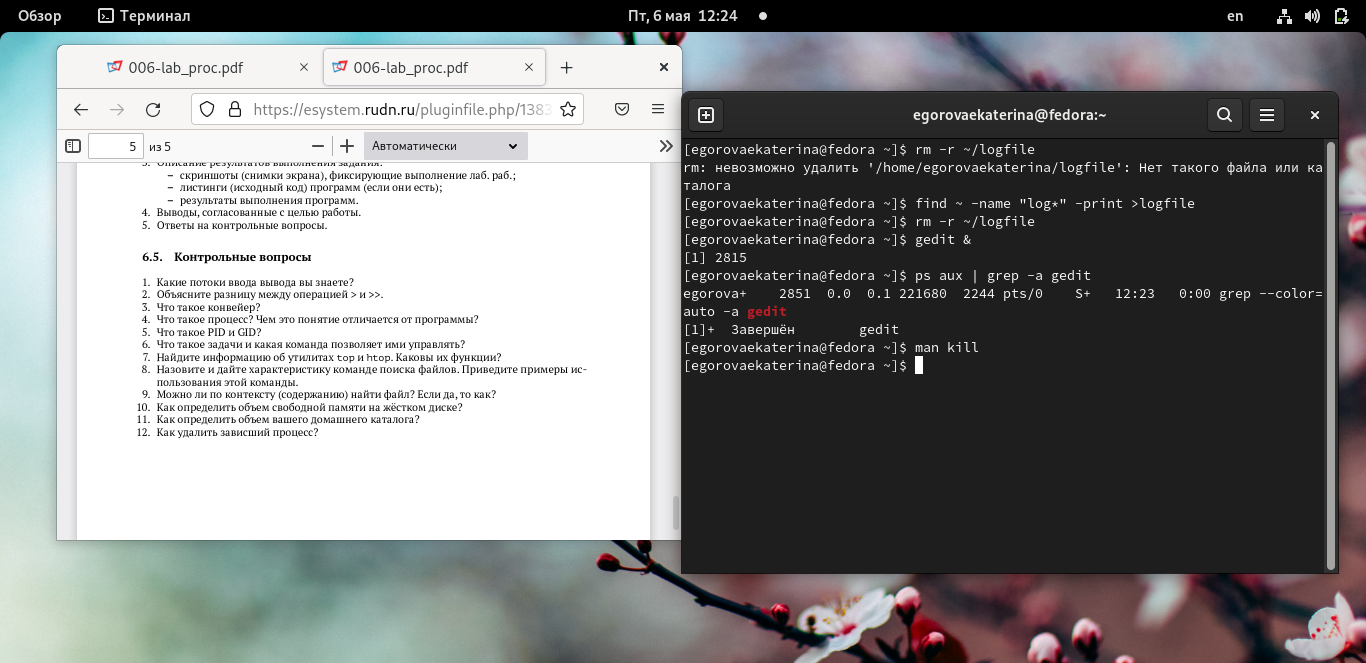 Обзор
Терминал
Пт, 6 мая 12:24
en
006-lab_proc.pdf
006-lab_proc.pdf
https://esystem.rudn.ru/pluginfile.php/1383
5 из 5
Автоматически
3. Описание результатов выполнения задания:
– скриншоты (снимки экрана), фиксирующие выполнение лаб. раб.;
– листинги (исходный код) программ (если они есть);
– результаты выполнения программ.
4. Выводы, согласованные с целью работы.
5. Ответы на контрольные вопросы.
6.5. Контрольные вопросы
1. Какие потоки ввода вывода вы знаете?
2. Объясните разницу между операцией > и >>.
3. Что такое конвейер?
4. Что такое процесс? Чем это понятие отличается от программы?
5. Что такое PID и GID?
6. Что такое задачи и какая команда позволяет ими управлять?
7. Найдите информацию об утилитах top и htop. Каковы их функции?
8. Назовите и дайте характеристику команде поиска файлов. Приведите примеры ис-
пользования этой команды.
9. Можно ли по контексту (содержанию) найти файл? Если да, то как?
10. Как определить объем свободной памяти на жёстком диске?
11. Как определить объем вашего домашнего каталога?
12. Как удалить зависший процесс?
egorovaekaterina@fedora:~
[egorovaekaterina@fedora ~]$ rm -r ~/logfile
rm: невозможно удалить '/home/egorovaekaterina/logfile': Нет такого файла или ка
талога
[egorovaekaterina@fedora ~]$ find ~ -name "log*" -print >logfile
[egorovaekaterina@fedora ~]$ rm -r ~/logfile
[egorovaekaterina@fedora ~]$ gedit &
[1] 2815
[egorovaekaterina@fedora ~]$ ps aux | grep -a gedit
egorova+    2851  0.0  0.1 221680  2244 pts/0    S+   12:23   0:00 grep --color=
auto -a gedit
[1]+  Завершён        gedit
[egorovaekaterina@fedora ~]$ man kill
[egorovaekaterina@fedora ~]$